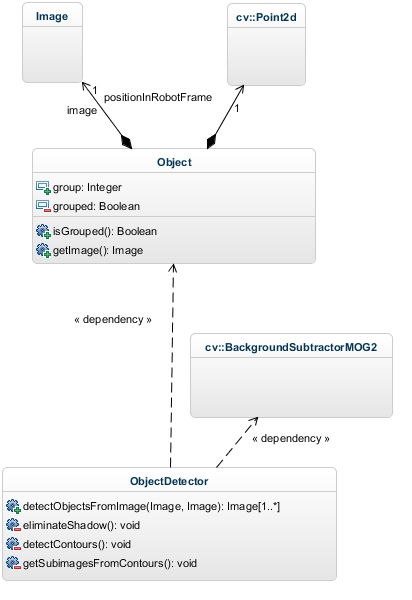 Image
cv::Point2d
1
positionInRobotFrame
image
1
Object
group: Integer
grouped: Boolean
isGrouped(): Boolean
getImage(): Image
« dependency »
cv::BackgroundSubtractorMOG2
« dependency »
ObjectDetector
detectObjectsFromImage(Image, Image): Image[1..*]
eliminateShadow(): void
detectContours(): void
getSubimagesFromContours(): void